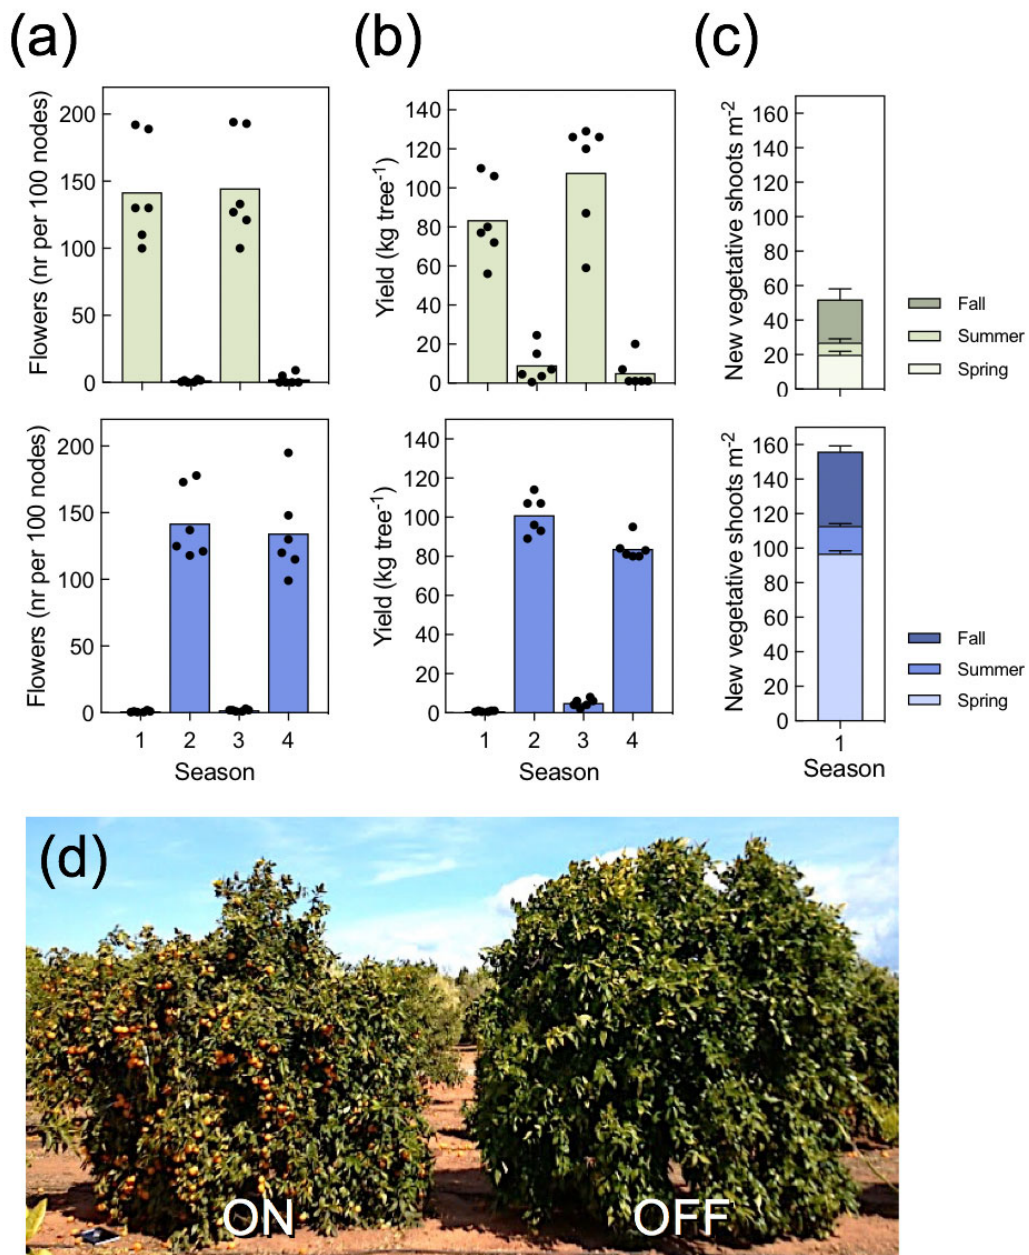 (a)
(b)
(c)
Flowers (nr per 100 nodes)
200
150
100
50
0
Yield (kg tree-1)
140
120
100
80
60
40
20
0
New vegetative shoots m-2
160
140
120
100
80
60
40
20
0
Fall
Summer
Spring
Flowers (nr per 100 nodes)
200
150
100
50
0
1 2 3 4
Season
Yield (kg tree-1)
140
120
100
80
60
40
20
0
1 2 3 4
Season
New vegetative shoots m-2
160
140
120
100
80
60
40
20
0
1
Season
Fall
Summer
Spring
(d)
ON
OFF